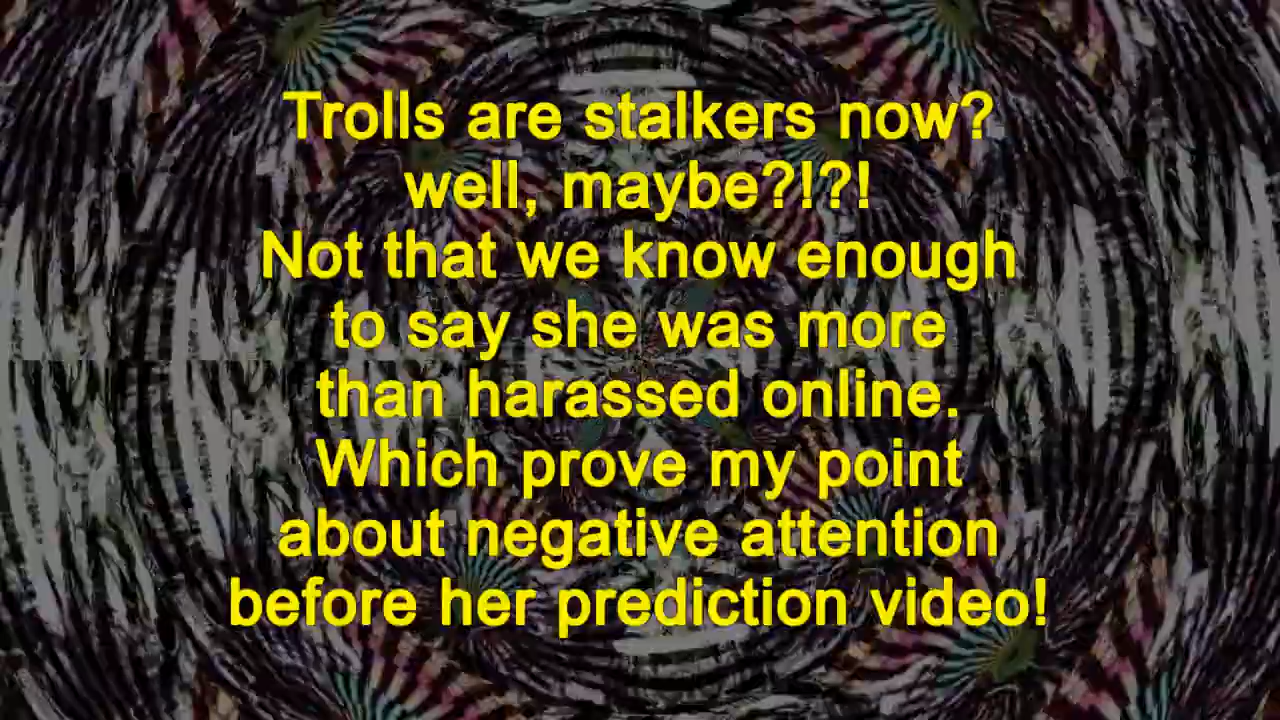 Trolls are stalkers now?
well, maybe?!?!
Not that we know enough
to say she was more
than harassed online.
Which prove my point
about negative attention
before her prediction video!